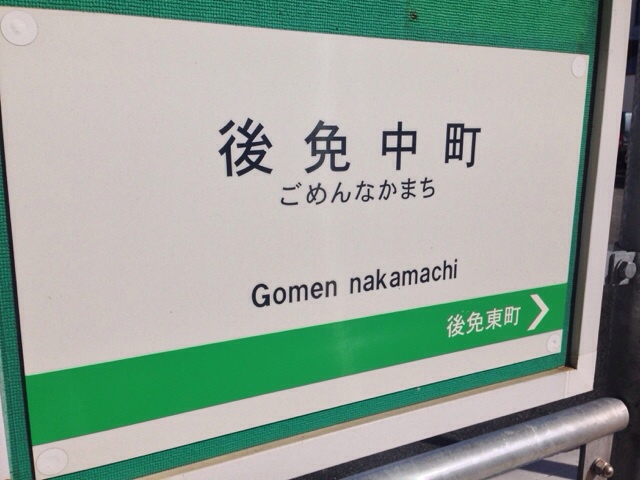 後免中町
ごめんなかまち
Gomen nakamachi
後免東町